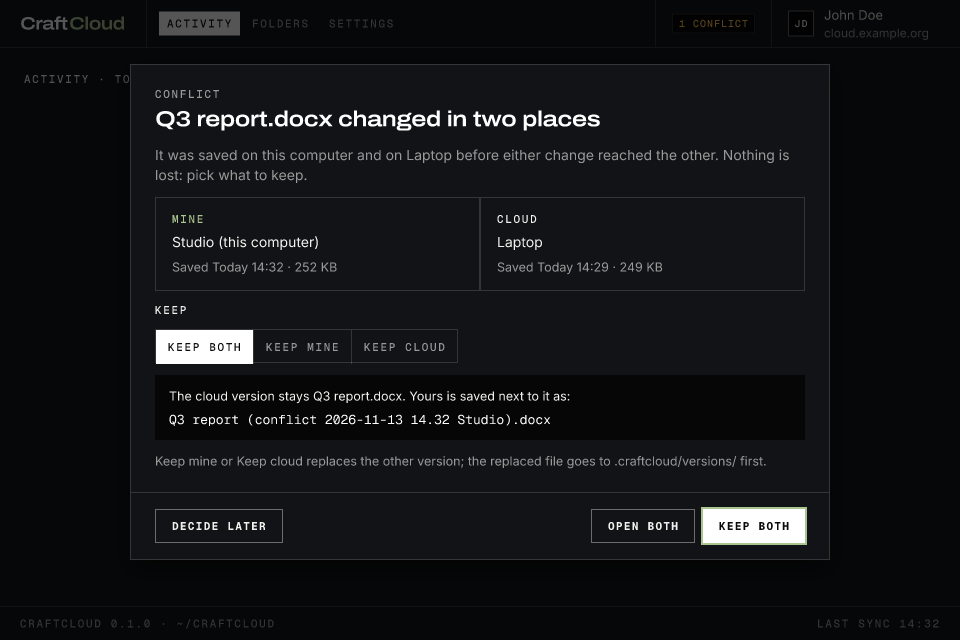 CraftCloud
ACTIVITY
FOLDERS
SETTINGS
1 CONFLICT
JD
John Doe
cloud.example.org
ACTIVITY · TO
CONFLICT
Q3 report.docx changed in two places
It was saved on this computer and on Laptop before either change reached the other. Nothing is
lost: pick what to keep.
MINE
Studio (this computer)
Saved Today 14:32 · 252 KB
CLOUD
Laptop
Saved Today 14:29 · 249 KB
KEEP
KEEP BOTH
KEEP MINE
KEEP CLOUD
The cloud version stays Q3 report.docx. Yours is saved next to it as:
Q3 report (conflict 2026-11-13 14.32 Studio).docx
Keep mine or Keep cloud replaces the other version; the replaced file goes to .craftcloud/versions/ first.
DECIDE LATER
OPEN BOTH
KEEP BOTH
CRAFTCLOUD 0.1.0 · ~/CRAFTCLOUD
LAST SYNC 14:32